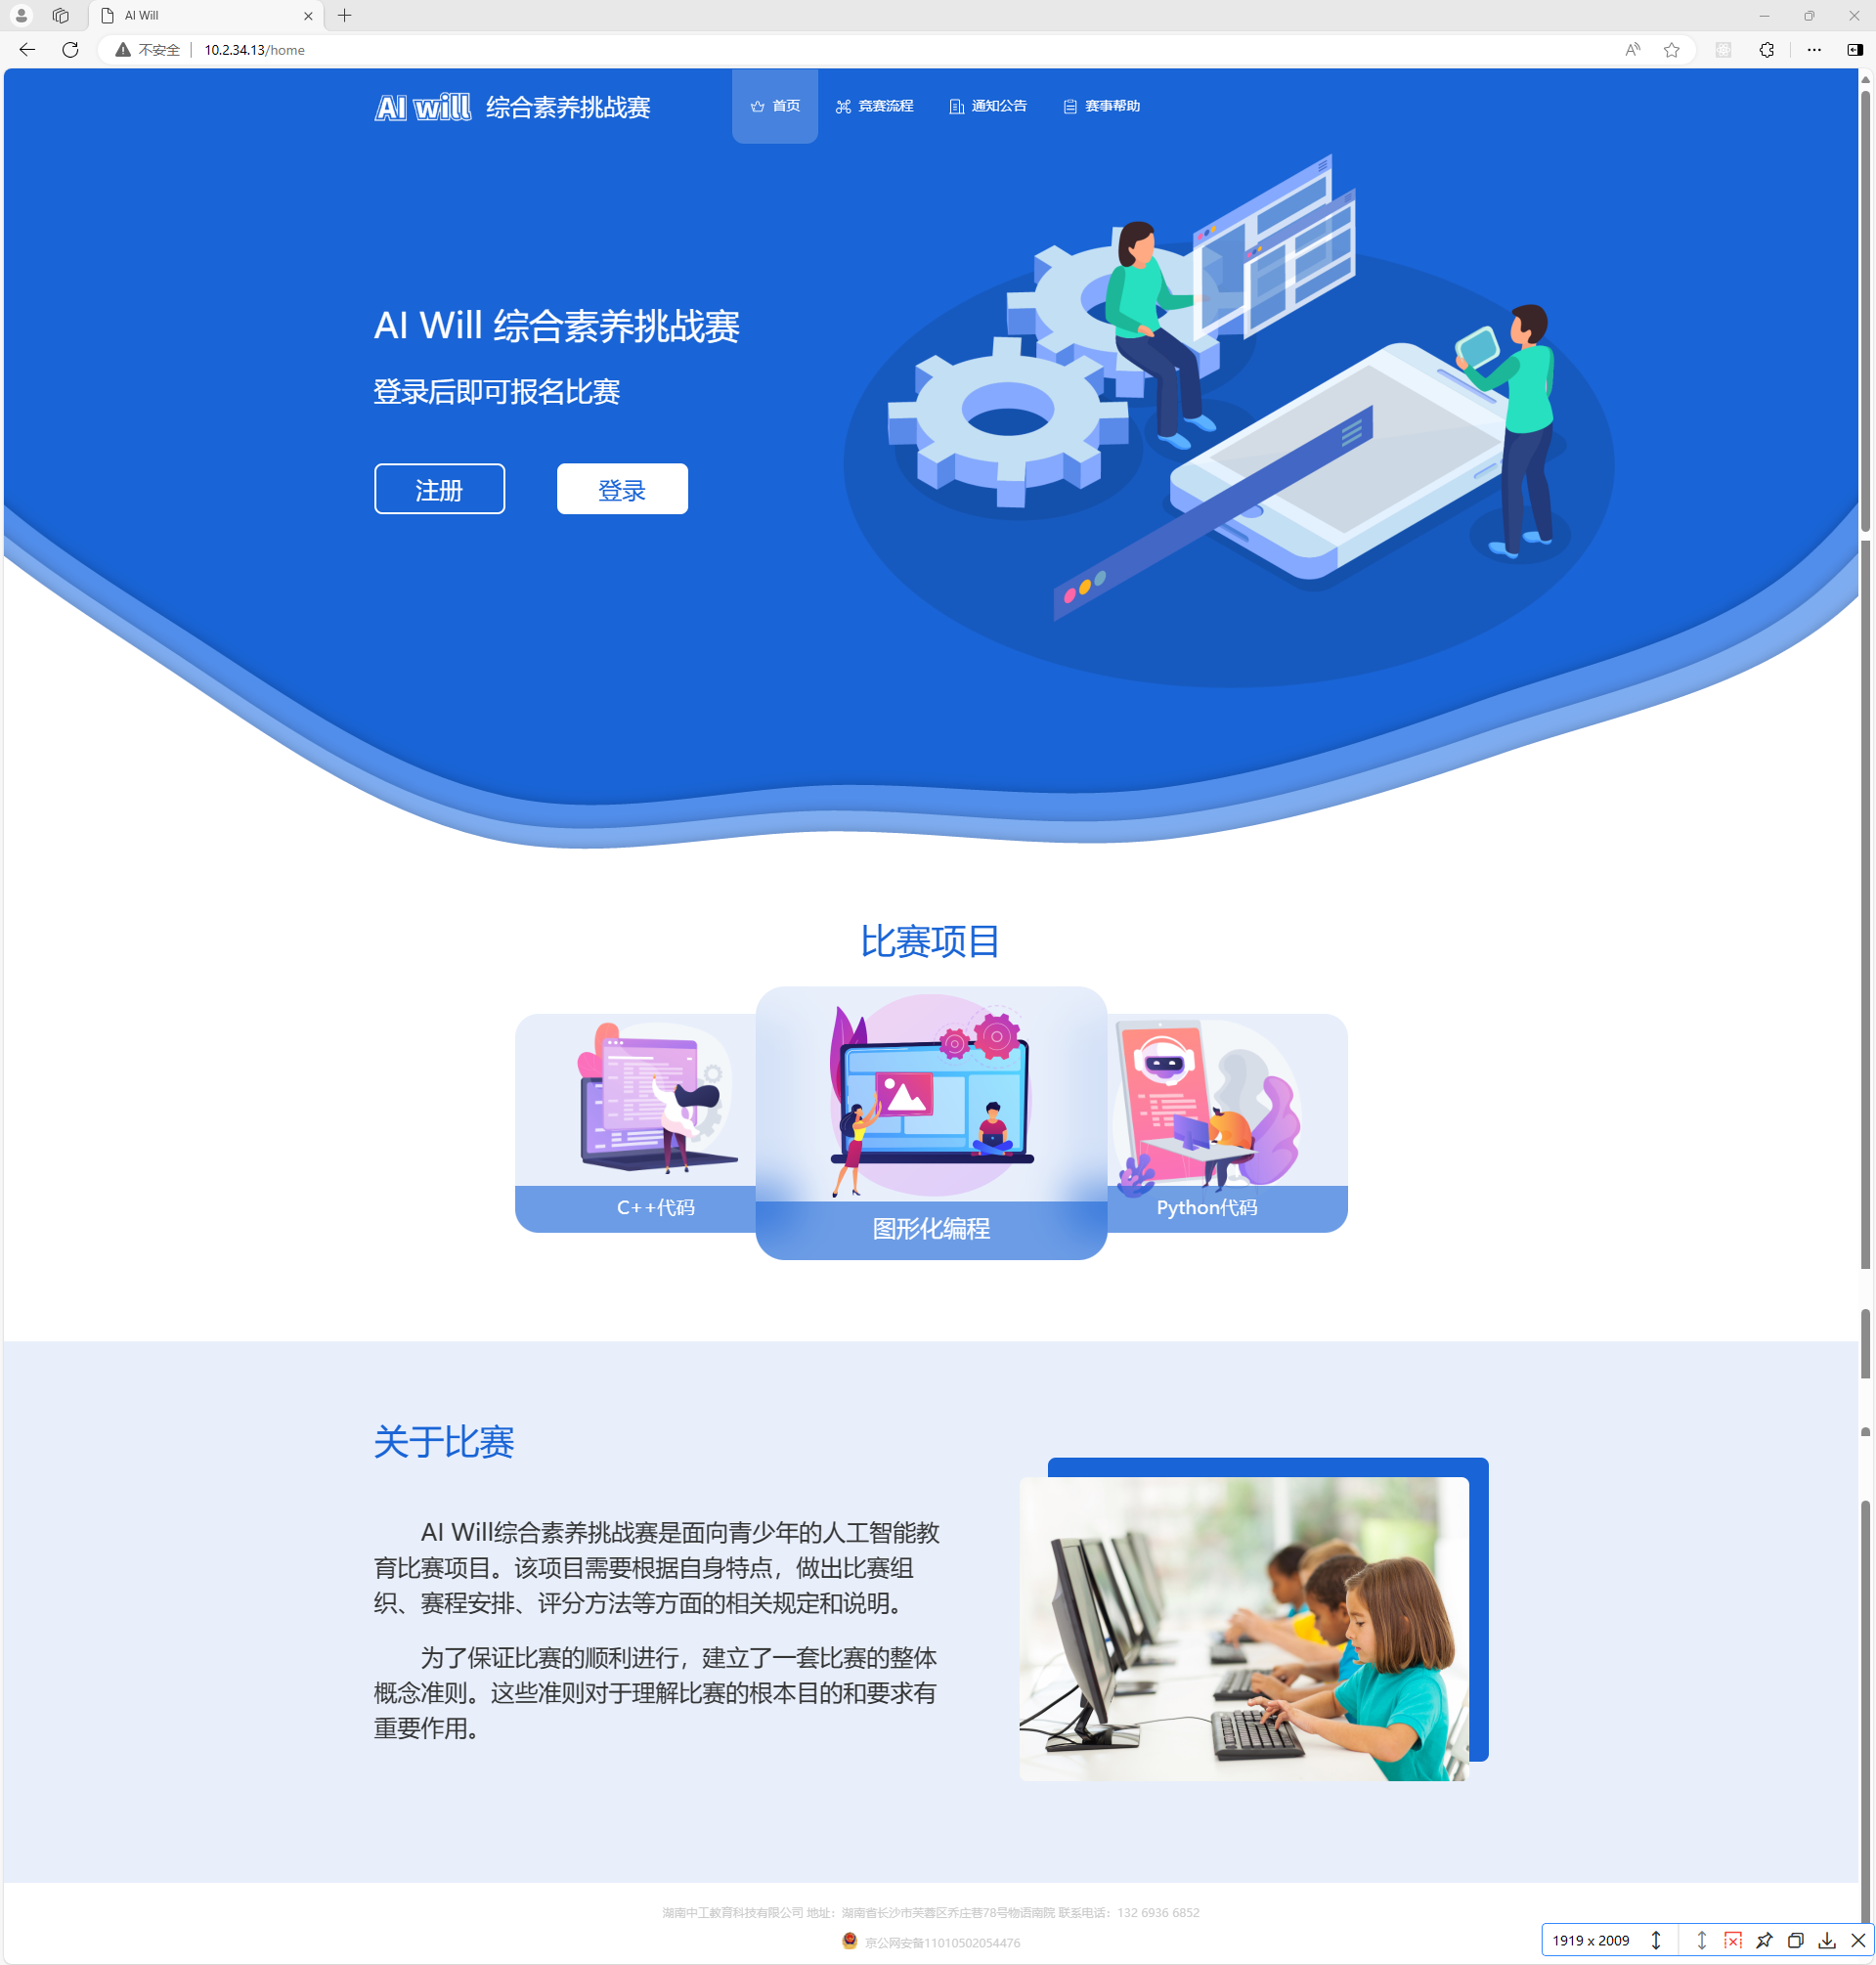 AI Will
不安全
10.2.34.13/home
AI will 综合素养挑战赛
首页
竞赛流程
通知公告
赛事帮助
AI Will 综合素养挑战赛
登录后即可报名比赛
注册
登录
比赛项目
C++代码
图形化编程
Python代码
关于比赛
AI Will综合素养挑战赛是面向青少年的人工智能教
育比赛项目。该项目需要根据自身特点，做出比赛组
织、赛程安排、评分方法等方面的相关规定和说明。
为了保证比赛的顺利进行，建立了一套比赛的整体
概念准则。这些准则对于理解比赛的根本目的和要求有
重要作用。
湖南中工教育科技有限公司 地址：湖南省长沙市芙蓉区乔庄巷78号物语南院 联系电话：132 6936 6852
京公网安备11010502054476
1919 x 2009